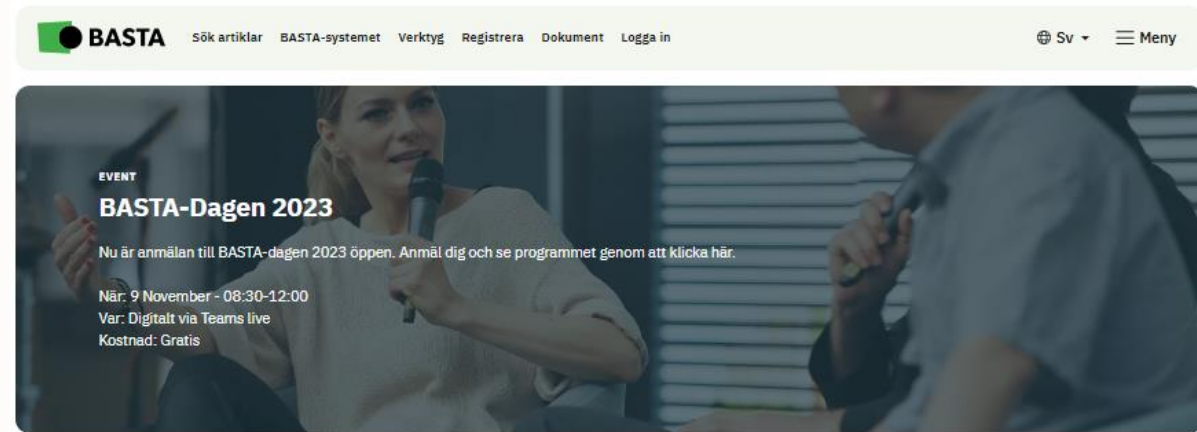 BASTA
Sök artiklar BASTA-systemet Verktyg Registrera Dokument Logga in
Sv
Meny
EVENT
BASTA-Dagen 2023
Nu är anmälan till BASTA-dagen 2023 öppen. Anmäl dig och se programmet genom att klicka här.
När: 9 November - 08:30-12:00
Var: Digitalt via Teams live
Kostnad: Gratis